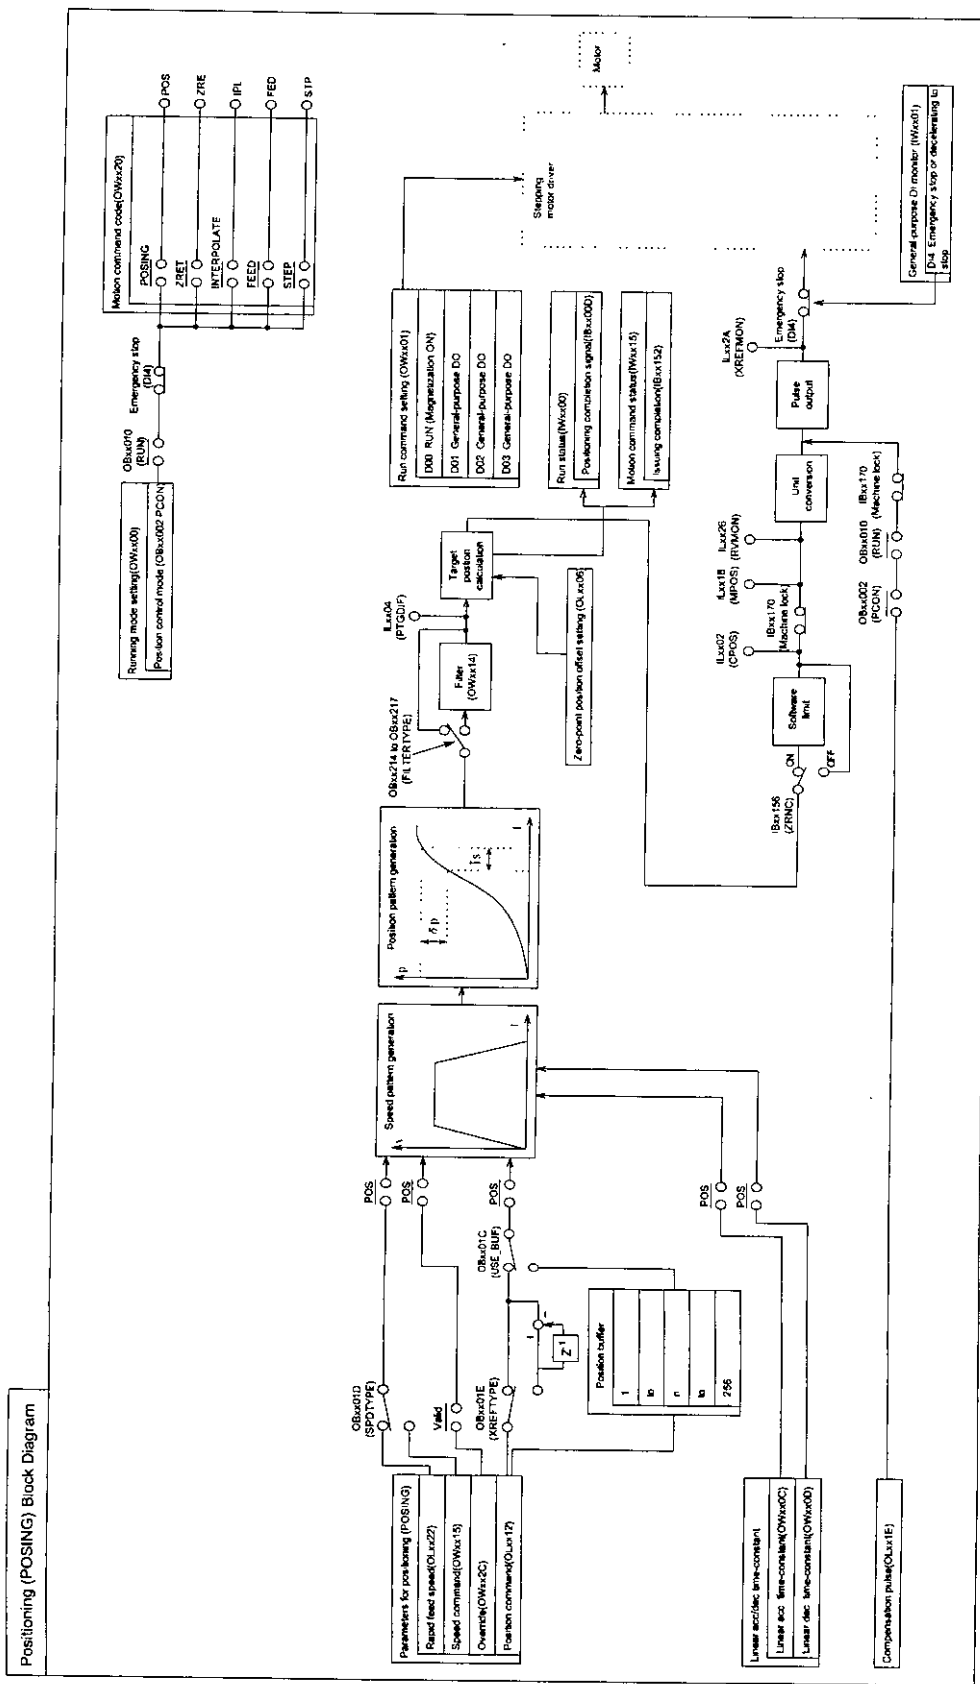 Positioning (POSING) Block Diagram
Running mode setting(OWxx00)
Position control mode (OBxx002 PCON)
OBxx010
(RUN)
Emergency stop
(DI4)
Motion command code(OWxx20)
POSING
POS
ZRET
ZRE
INTERPOLATE
IPL
FEED
FED
STEP
STP
Parameters for positioning (POSING)
Rapid feed speed(OLxx22)
Speed command(OWxx15)
Override(OWxx2C)
Position command(OLxx12)
OBxx01D
(SPDTYPE)
Valid
OBxx01E
(XREFTYPE)
Z-1
OBxx01C
(USE_BUF)
POS
POS
POS
Position buffer
1
to
n
to
256
Speed pattern generation
Position pattern generation
p
δ p
Ts
t
OBxx214 to OBxx217
(FILTERTYPE)
Filter
(OWxx14)
ILxx04
(PTGDIF)
Target
position
calculation
Zero-point position offset setting (OLxx06)
Run command setting (OWxx01)
D00 RUN (Magnetization ON)
D01 General-purpose DO
D02 General-purpose DO
D03 General-purpose DO
Run status(IWxx00)
Positioning completion signal(IBxx00D)
Motion command status(IWxx15)
Issuing completion(IBxx152)
Stepping
motor driver
Motor
Linear acc/dec time-constant
Linear acc time-constant(OWxx0C)
Linear dec time-constant(OWxx0D)
POS
POS
IBxx156
(ZRNC)
ON
OFF
Software
limit
ILxx02
(CPOS)
IBxx170
(Machine lock)
ILxx18
(MPOS)
ILxx26
(RVMON)
Unit
conversion
Pulse
output
ILxx2A
(XREFMON)
Emergency stop
(DI4)
Compensation pulse(OLxx1E)
OBxx002
(PCON)
OBxx010
(RUN)
IBxx170
(Machine lock)
General-purpose DI monitor (IWxx01)
DI4 Emergency stop or decelerating to
stop